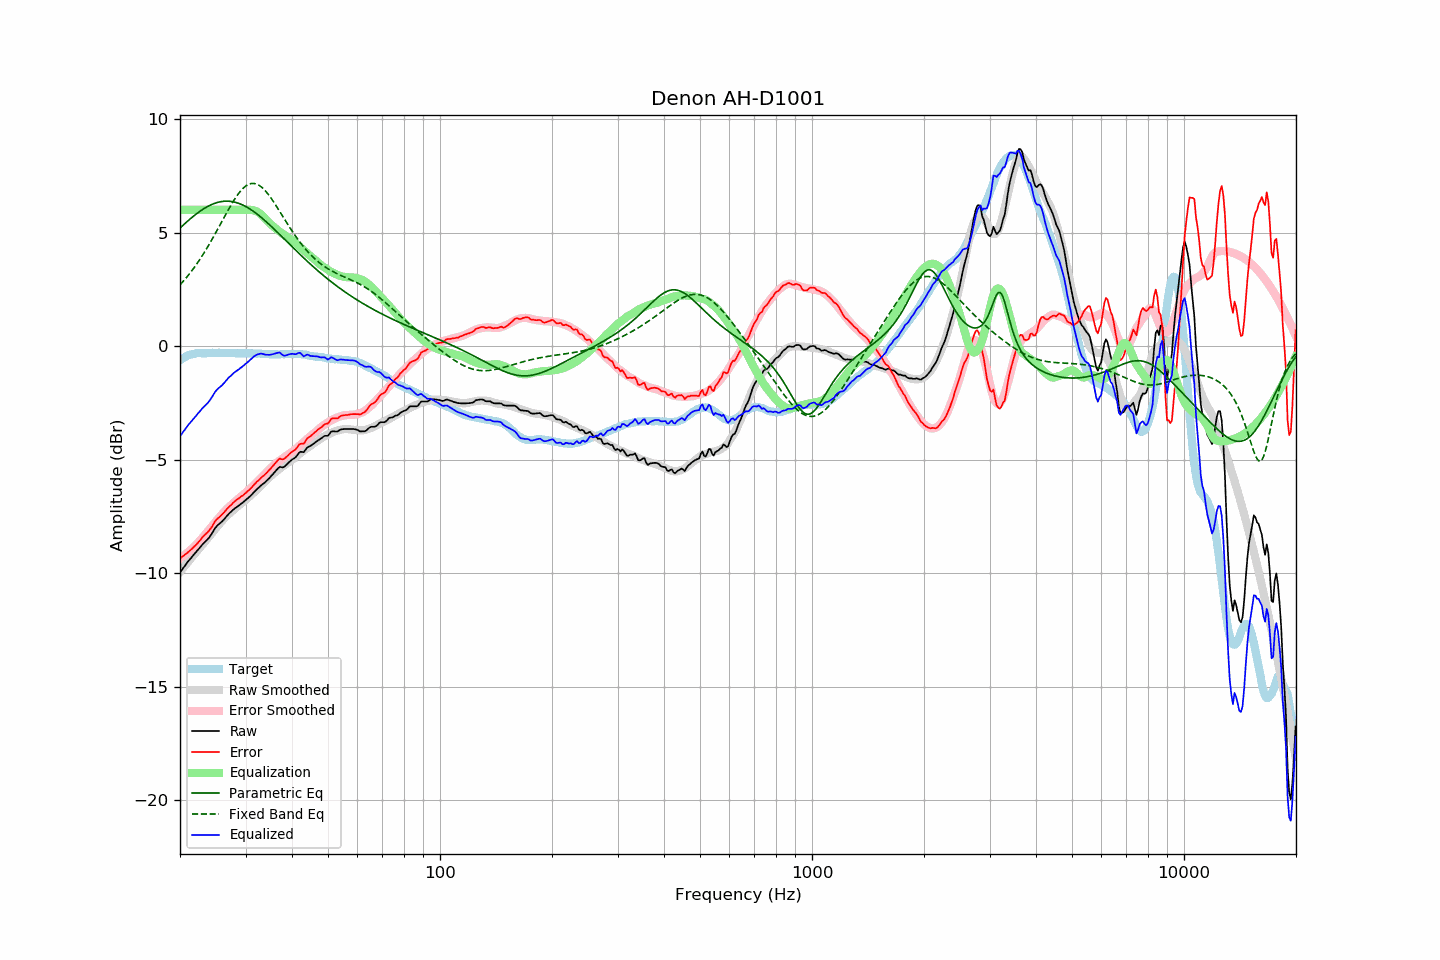 Denon AH-D1001
10
5
0
−5
−10
−15
−20
Amplitude (dBr)
Target
Raw Smoothed
Error Smoothed
Raw
Error
Equalization
Parametric Eq
Fixed Band Eq
Equalized
100
1000
10000
Frequency (Hz)